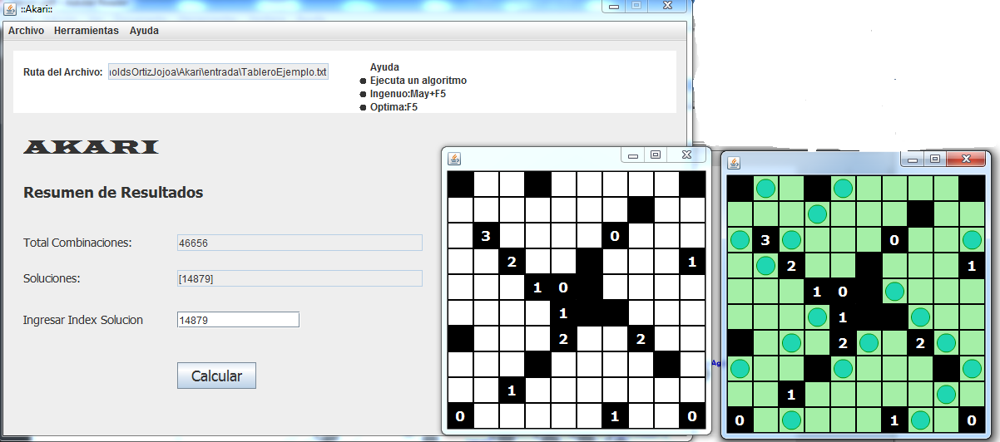 ::Akari::
Archivo Herramientas Ayuda
Ruta del Archivo: oldsOrtizJojoa\Akari\entrada\TableroEjemplo.txt
Ayuda
Ejecuta un algoritmo
Ingenuo:May+F5
Optima:F5
AKARI
Resumen de Resultados
Total Combinaciones: 46656
Soluciones: [14879]
Ingresar Index Solucion 14879
Calcular
3 0
2 1
1 0
1
2 2
1
0 1 0
3 0
2 1
1 0
1
2 2
1
0 1 0
Ag